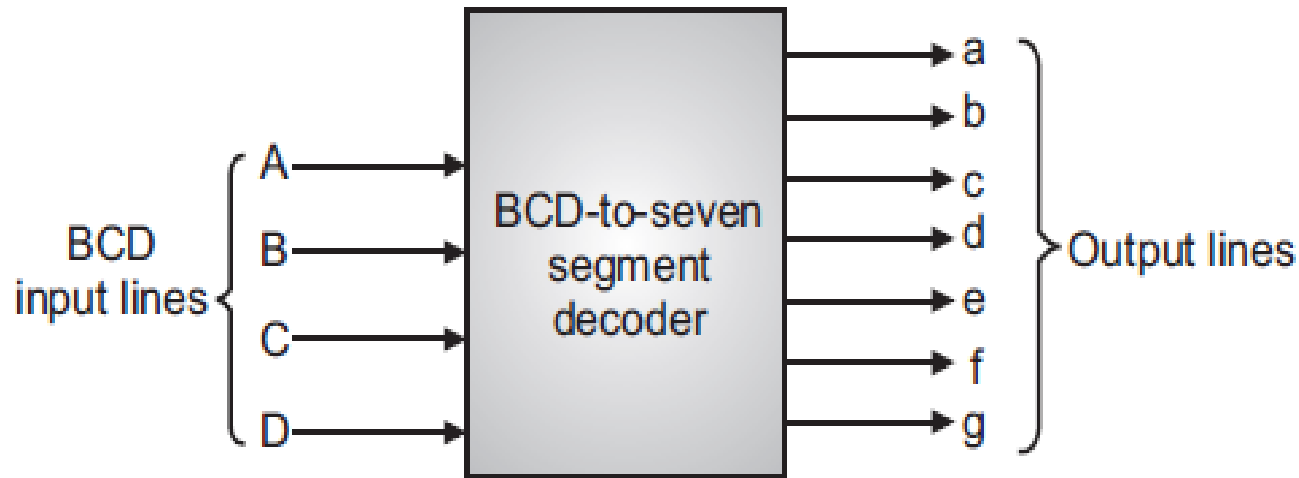 BCD
input lines
A
B
C
D
BCD-to-seven
segment
decoder
a
b
c
d
e
f
g
Output lines